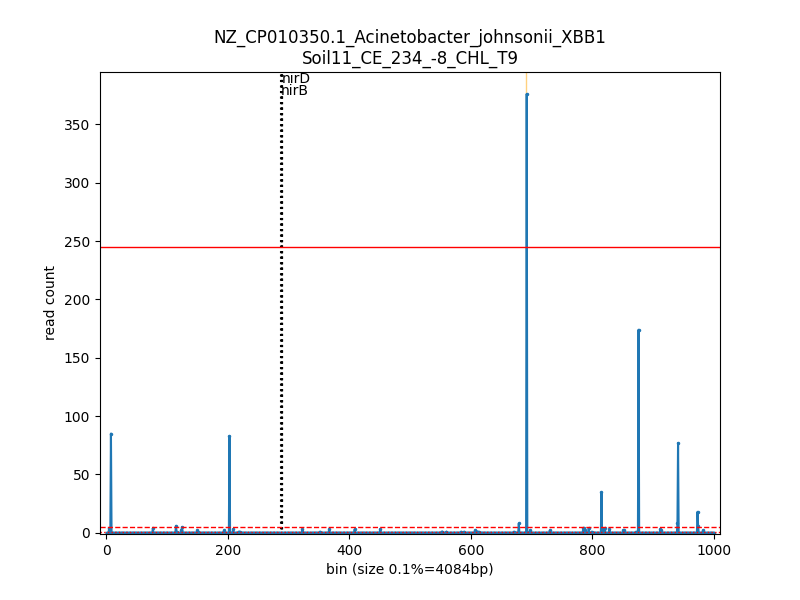 NZ_CP010350.1_Acinetobacter_johnsonii_XBB1
Soil11_CE_234_-8_CHL_T9
nirD
nirB
350
300
250
200
150
100
50
0
read count
0 200 400 600 800 1000
bin (size 0.1%=4084bp)